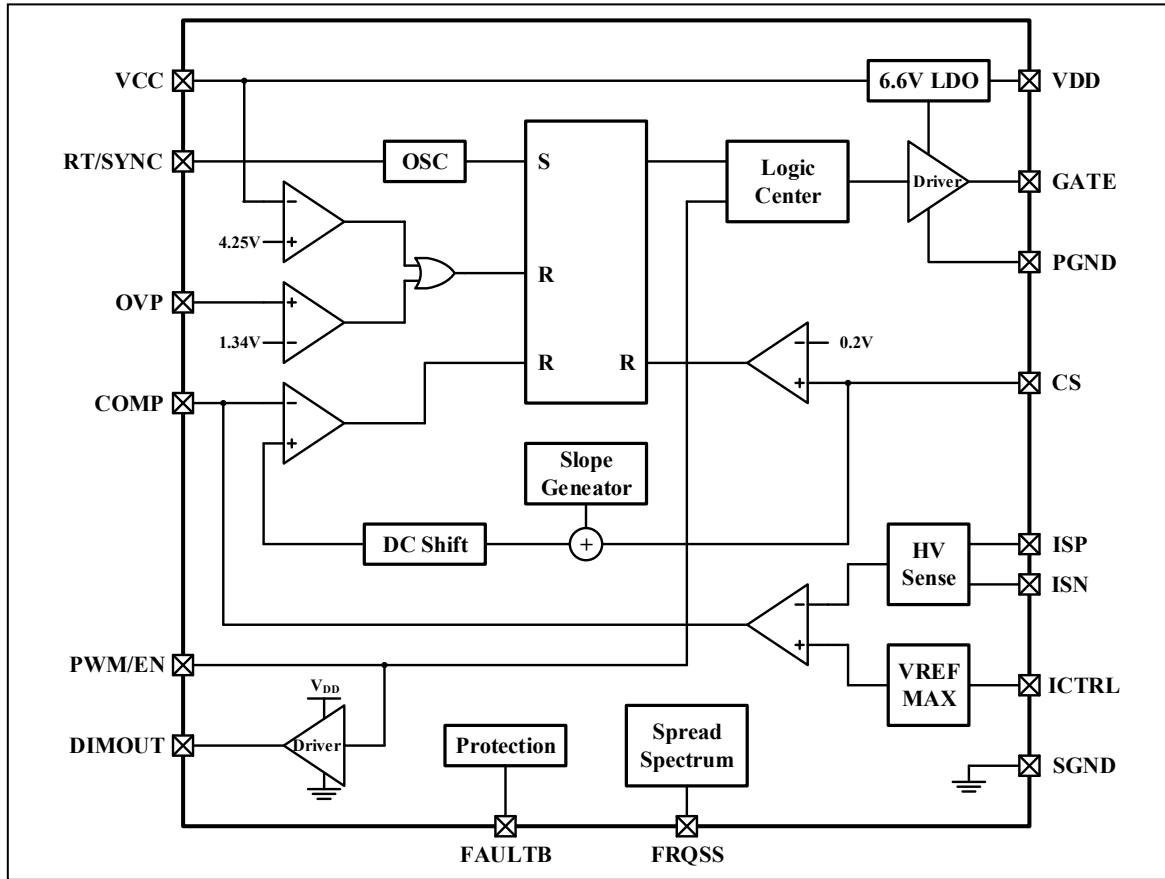 VCC
6.6V LDO
VDD
RT/SYNC
OSC
S
Logic
Center
Driver
GATE
−
4.25V
+
PGND
R
OVP
+
1.34V
−
− 0.2V
R
R
+
CS
COMP
−
+
Slope
Geneator
DC Shift
+
HV
Sense
ISP
ISN
−
+
PWM/EN
VREF
MAX
ICTRL
VDD
Driver
DIMOUT
Protection
Spread
Spectrum
SGND
FAULTB
FRQSS